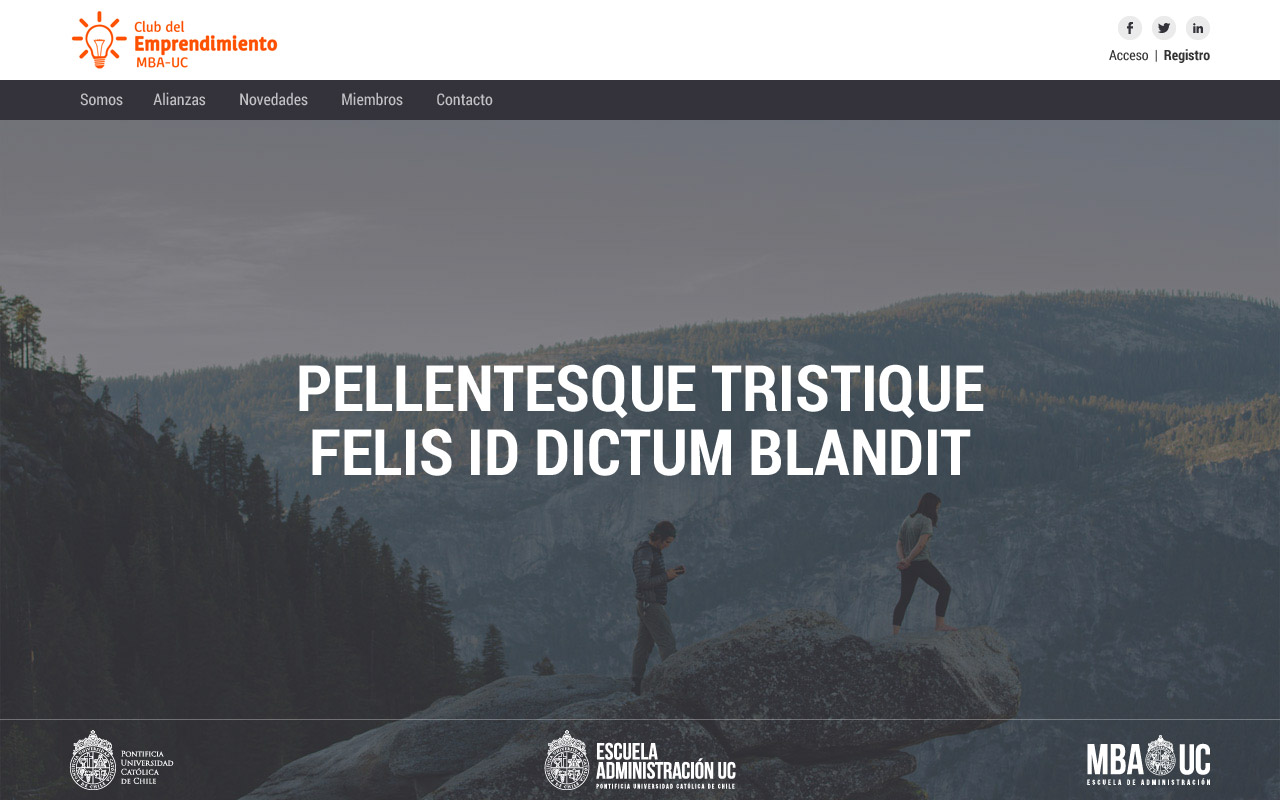 Club del
Emprendimiento
MBA-UC
Acceso | Registro
Somos Alianzas Novedades Miembros Contacto
PELLENTESQUE TRISTIQUE
FELIS ID DICTUM BLANDIT
PONTIFICIA
UNIVERSIDAD
CATÓLICA
DE CHILE
ESCUELA
ADMINISTRACIÓN UC
PONTIFICIA UNIVERSIDAD CATÓLICA DE CHILE
MBA UC
ESCUELA DE ADMINISTRACIÓN